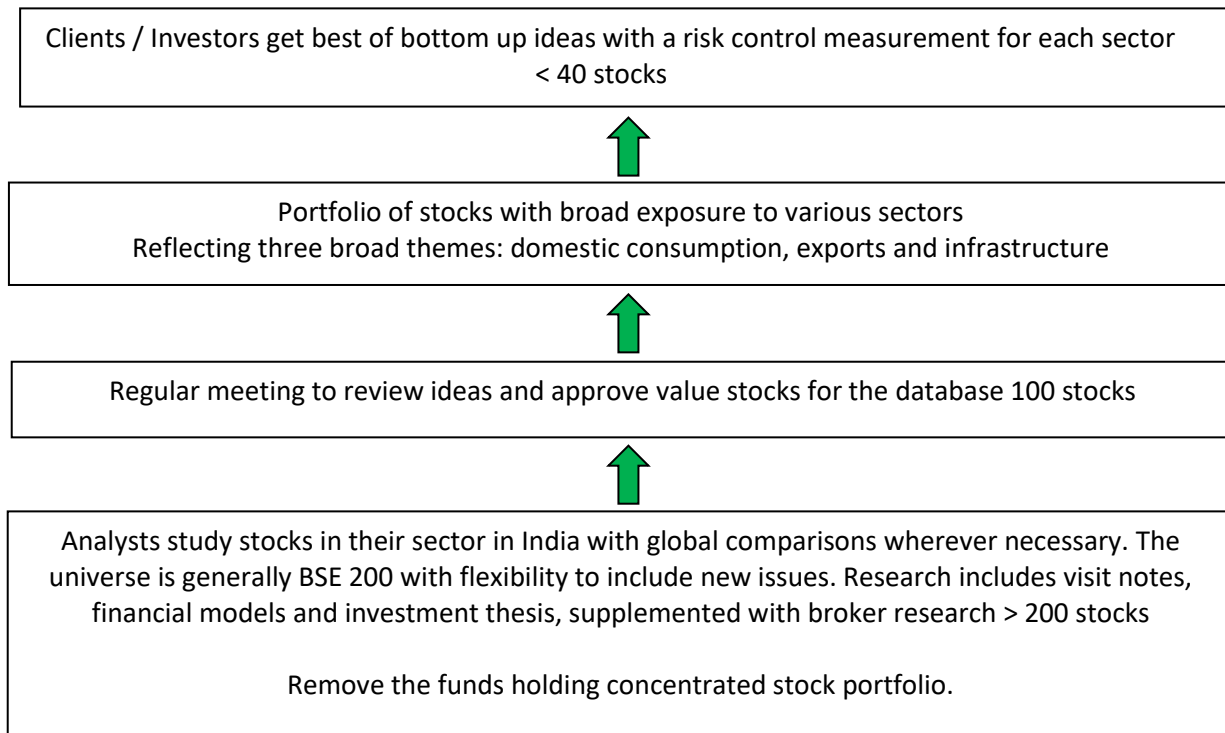 Clients / Investors get best of bottom up ideas with a risk control measurement for each sector
< 40 stocks
Portfolio of stocks with broad exposure to various sectors
Reflecting three broad themes: domestic consumption, exports and infrastructure
Regular meeting to review ideas and approve value stocks for the database 100 stocks
Analysts study stocks in their sector in India with global comparisons wherever necessary. The
universe is generally BSE 200 with flexibility to include new issues. Research includes visit notes,
financial models and investment thesis, supplemented with broker research > 200 stocks
Remove the funds holding concentrated stock portfolio.